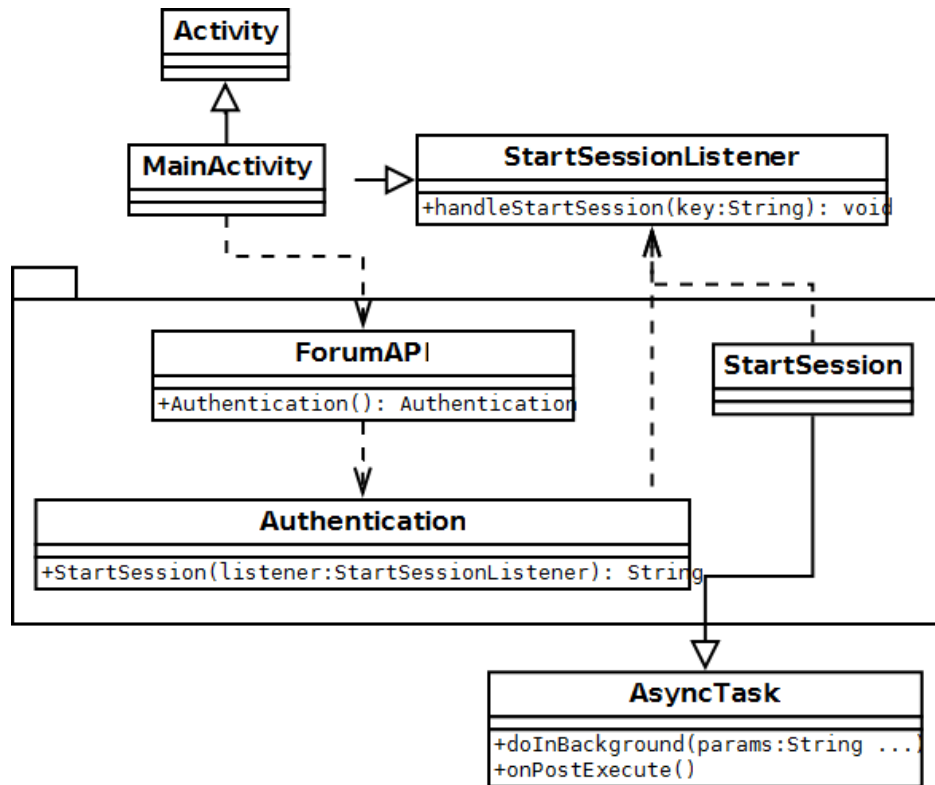 Activity
MainActivity
StartSessionListener
+handleStartSession(key:String): void
ForumAPI
+Authentication(): Authentication
StartSession
Authentication
+StartSession(listener:StartSessionListener): String
AsyncTask
+doInBackground(params:String ...)
+onPostExecute()